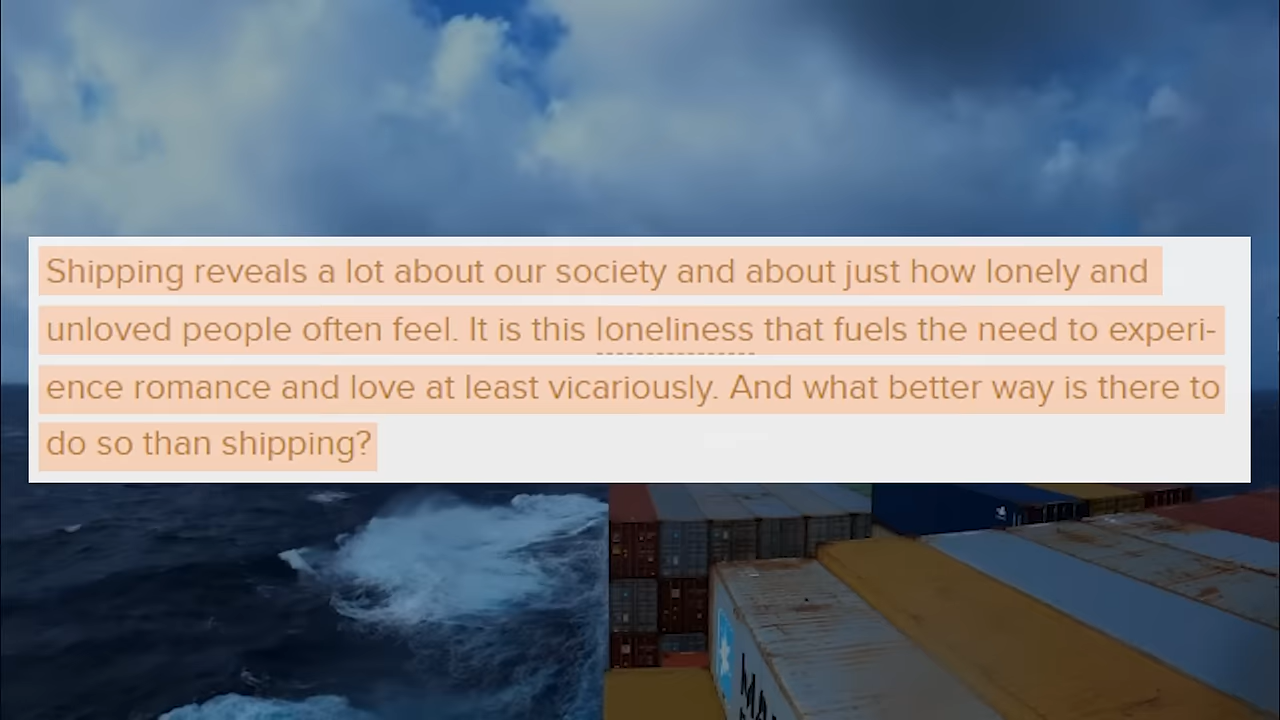 Shipping reveals a lot about our society and about just how lonely and
unloved people often feel. It is this loneliness that fuels the need to experi-
ence romance and love at least vicariously. And what better way is there to
do so than shipping?